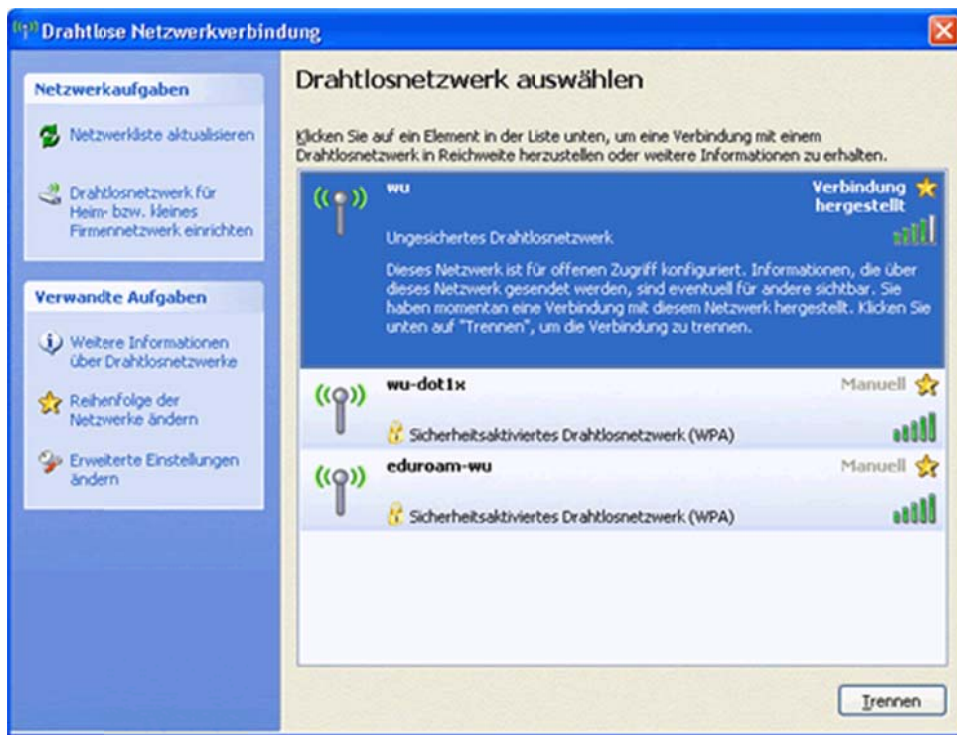 Drahtlose Netzwerkverbindung
Netzwerkaufgaben
Netzwerkliste aktualisieren
Drahtlosnetzwerk für
Heim- bzw. kleines
Firmennetzwerk einrichten
Verwandte Aufgaben
Weitere Informationen
über Drahtlosnetzwerke
Reihenfolge der
Netzwerke ändern
Erweiterte Einstellungen
ändern
Drahtlosnetzwerk auswählen
Klicken Sie auf ein Element in der Liste unten, um eine Verbindung mit einem
Drahtlosnetzwerk in Reichweite herzustellen oder weitere Informationen zu erhalten.
wu
Verbindung
hergestellt
Ungesichertes Drahtlosnetzwerk
Dieses Netzwerk ist für offenen Zugriff konfiguriert. Informationen, die über
dieses Netzwerk gesendet werden, sind eventuell für andere sichtbar. Sie
haben momentan eine Verbindung mit diesem Netzwerk hergestellt. Klicken Sie
unten auf "Trennen", um die Verbindung zu trennen.
wu-dot1x
Manuell
Sicherheitsaktiviertes Drahtlosnetzwerk (WPA)
eduroam-wu
Manuell
Sicherheitsaktiviertes Drahtlosnetzwerk (WPA)
Trennen